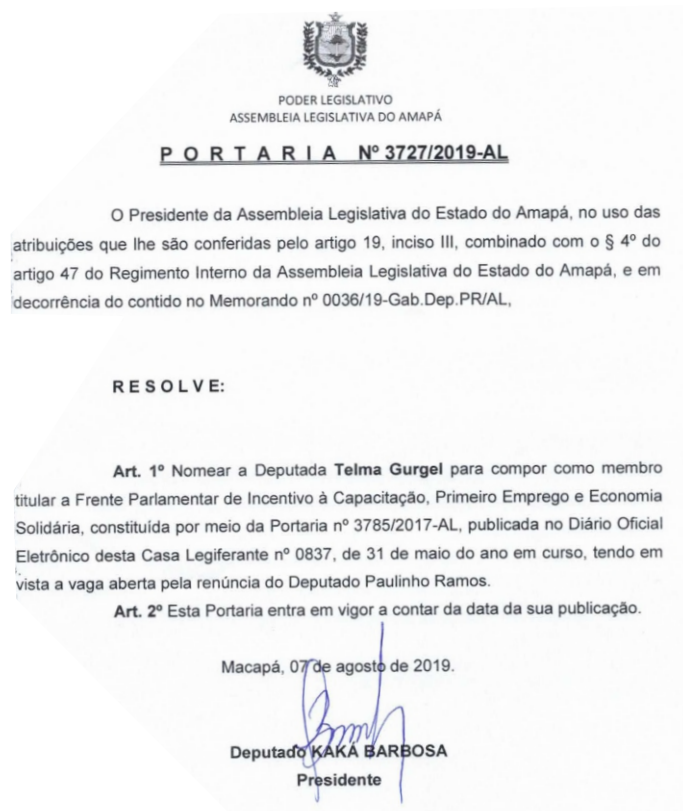 PODER LEGISLATIVO
ASSEMBLEIA LEGISLATIVA DO AMAPÁ
P O R T A R I A Nº 3727/2019-AL
O Presidente da Assembleia Legislativa do Estado do Amapá, no uso das
atribuições que lhe são conferidas pelo artigo 19, inciso III, combinado com o § 4º do
artigo 47 do Regimento Interno da Assembleia Legislativa do Estado do Amapá, e em
decorrência do contido no Memorando nº 0036/19-Gab.Dep.PR/AL,
R E S O L V E:
Art. 1º Nomear a Deputada Telma Gurgel para compor como membro
titular a Frente Parlamentar de Incentivo à Capacitação, Primeiro Emprego e Economia
Solidária, constituída por meio da Portaria nº 3785/2017-AL, publicada no Diário Oficial
Eletrônico desta Casa Legiferante nº 0837, de 31 de maio do ano em curso, tendo em
vista a vaga aberta pela renúncia do Deputado Paulinho Ramos.
Art. 2º Esta Portaria entra em vigor a contar da data da sua publicação.
Macapá, 07 de agosto de 2019.
Deputado KAKÁ BARBOSA
Presidente